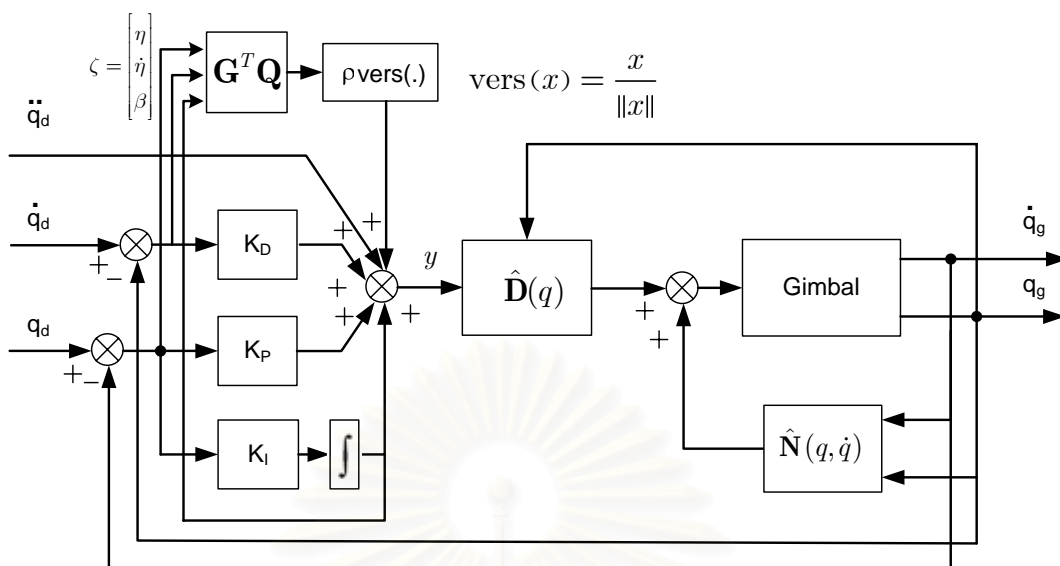 ζ = [η η̇ β]
G^T Q
ρvers(.)
vers(x) = x / ‖x‖
q̈d
q̇d
+
−
KD
+
+
+
+
+
y
D̂(q)
+
+
Gimbal
q̇g
qg
qd
+
−
KP
KI
∫
N̂(q, q̇)